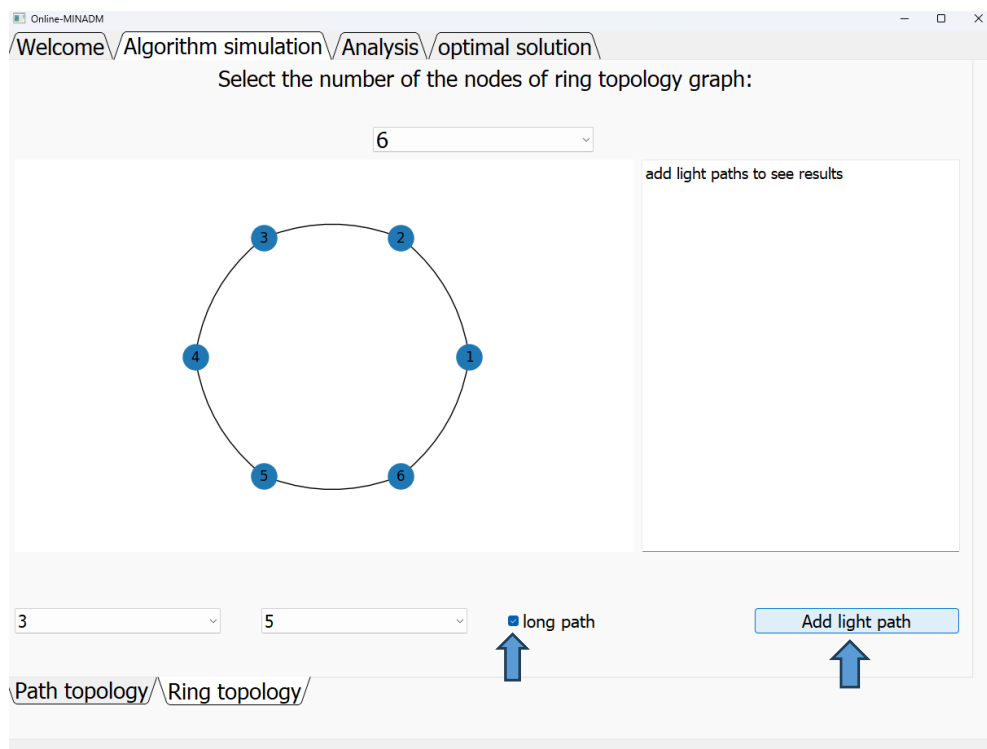 Online-MINADM
Welcome Algorithm simulation Analysis optimal solution
Select the number of the nodes of ring topology graph:
6
add light paths to see results
3 2
4 1
5 6
3 5 long path Add light path
Path topology Ring topology